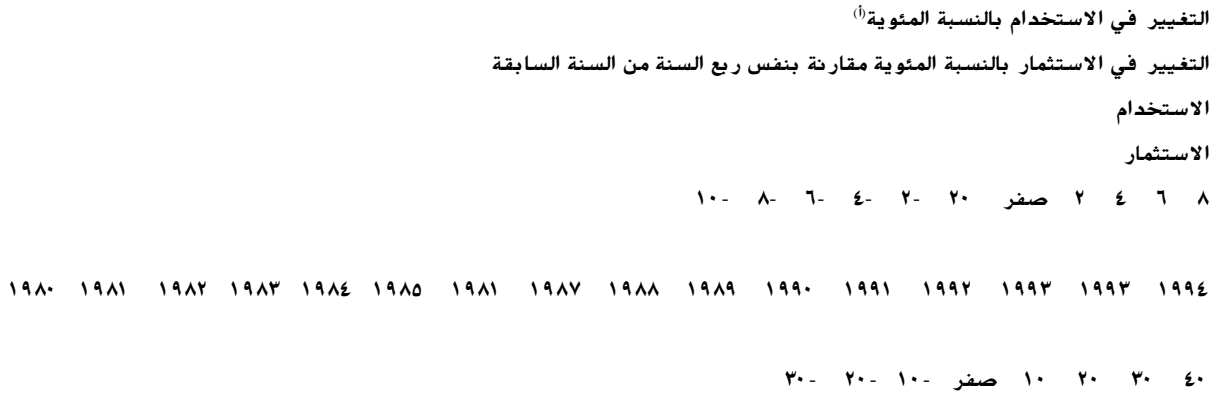 التغيير في الاستخدام بالنسبة المئوية(أ)
التغيير في الاستثمار بالنسبة المئوية مقارنة بنفس ربع السنة من السنة السابقة
الاستخدام
الاستثمار
٨ ٦ ٤ ٢ صفر ٢٠ -٢ -٤ -٦ -٨ -١٠
١٩٩٤ ١٩٩٣ ١٩٩٣ ١٩٩٢ ١٩٩١ ١٩٩٠ ١٩٨٩ ١٩٨٨ ١٩٨٧ ١٩٨١ ١٩٨٥ ١٩٨٤ ١٩٨٣ ١٩٨٢ ١٩٨١ ١٩٨٠
٤٠ ٣٠ ٢٠ ١٠ صفر -١٠ -٢٠ -٣٠